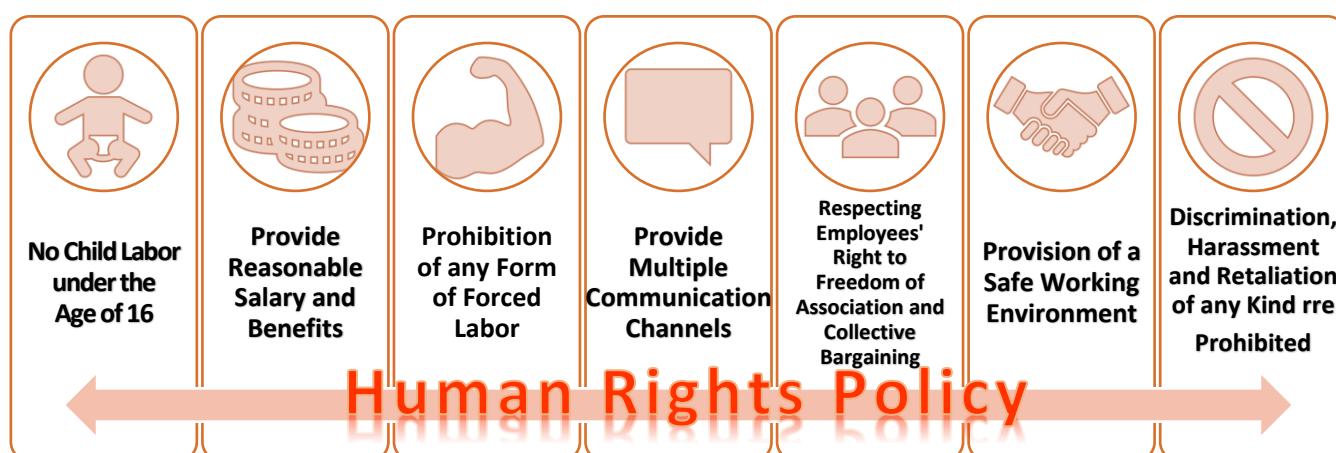 No Child Labor
under the
Age of 16
Provide
Reasonable
Salary and
Benefits
Prohibition
of any Form
of Forced
Labor
Provide
Multiple
Communication
Channels
Respecting
Employees'
Right to
Freedom of
Association and
Collective
Bargaining
Provision of a
Safe Working
Environment
Discrimination,
Harassment
and Retaliation
of any Kind rre
Prohibited
Human Rights Policy